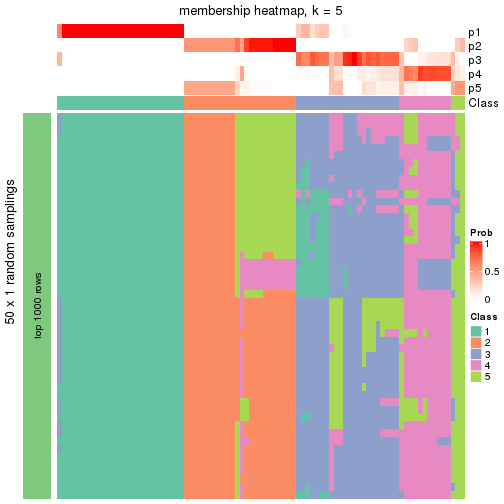 membership heatmap, k = 5
p1
p2
p3
p4
p5
Class
50 x 1 random samplings
top 1000 rows
Prob
1
0.5
0
Class
1
2
3
4
5